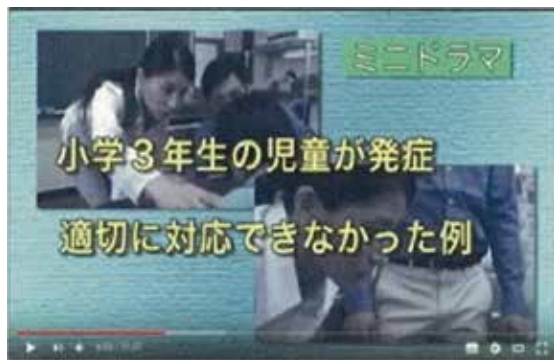 ミニドラマ
小学3年生の児童が発症
適切に対応できなかった例